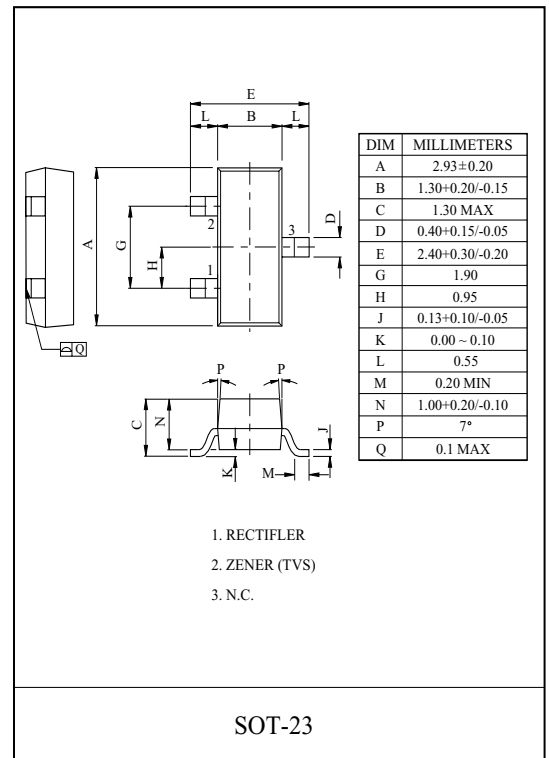 E
L B L
2
3
D
A
G
H
1
D Q
P P
C
N
J
K
M
DIM MILLIMETERS
A 2.93±0.20
B 1.30+0.20/-0.15
C 1.30 MAX
D 0.40+0.15/-0.05
E 2.40+0.30/-0.20
G 1.90
H 0.95
J 0.13+0.10/-0.05
K 0.00 ~ 0.10
L 0.55
M 0.20 MIN
N 1.00+0.20/-0.10
P 7°
Q 0.1 MAX
1. RECTIFLER
2. ZENER (TVS)
3. N.C.
SOT-23